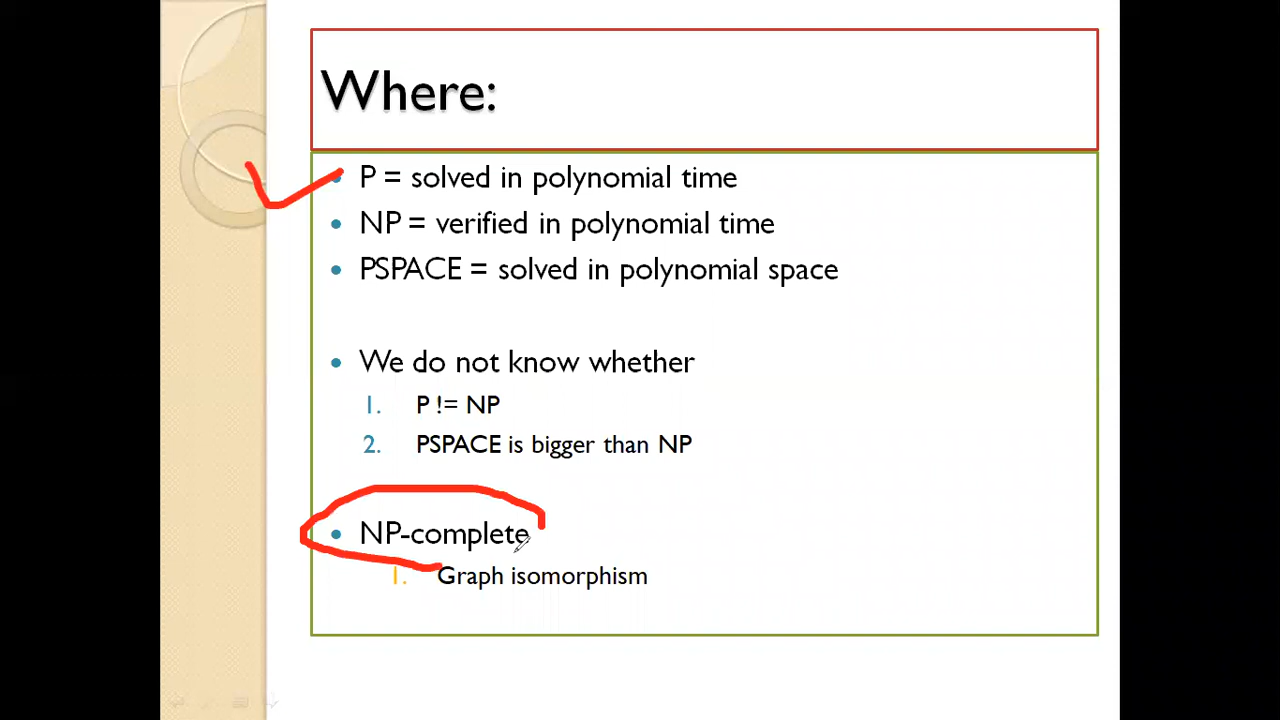 Where:
• P = solved in polynomial time
• NP = verified in polynomial time
• PSPACE = solved in polynomial space
• We do not know whether
1. P != NP
2. PSPACE is bigger than NP
• NP-complete
1. Graph isomorphism